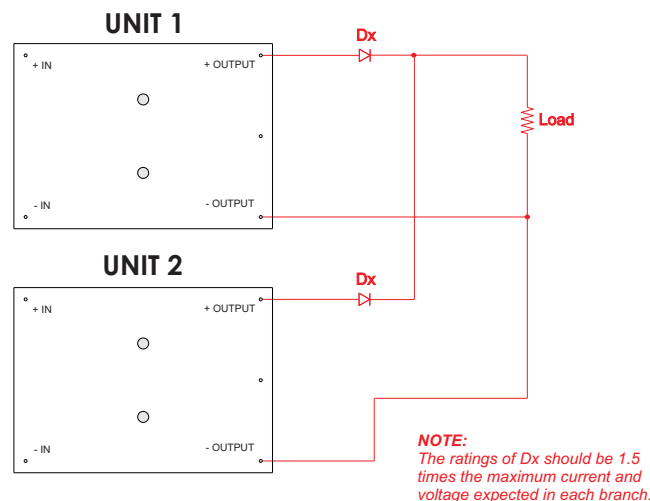 UNIT 1
Dx
+ IN
+ OUTPUT
Load
- IN
- OUTPUT
UNIT 2
Dx
+ IN
+ OUTPUT
- IN
- OUTPUT
NOTE:
The ratings of Dx should be 1.5
times the maximum current and
voltage expected in each branch.